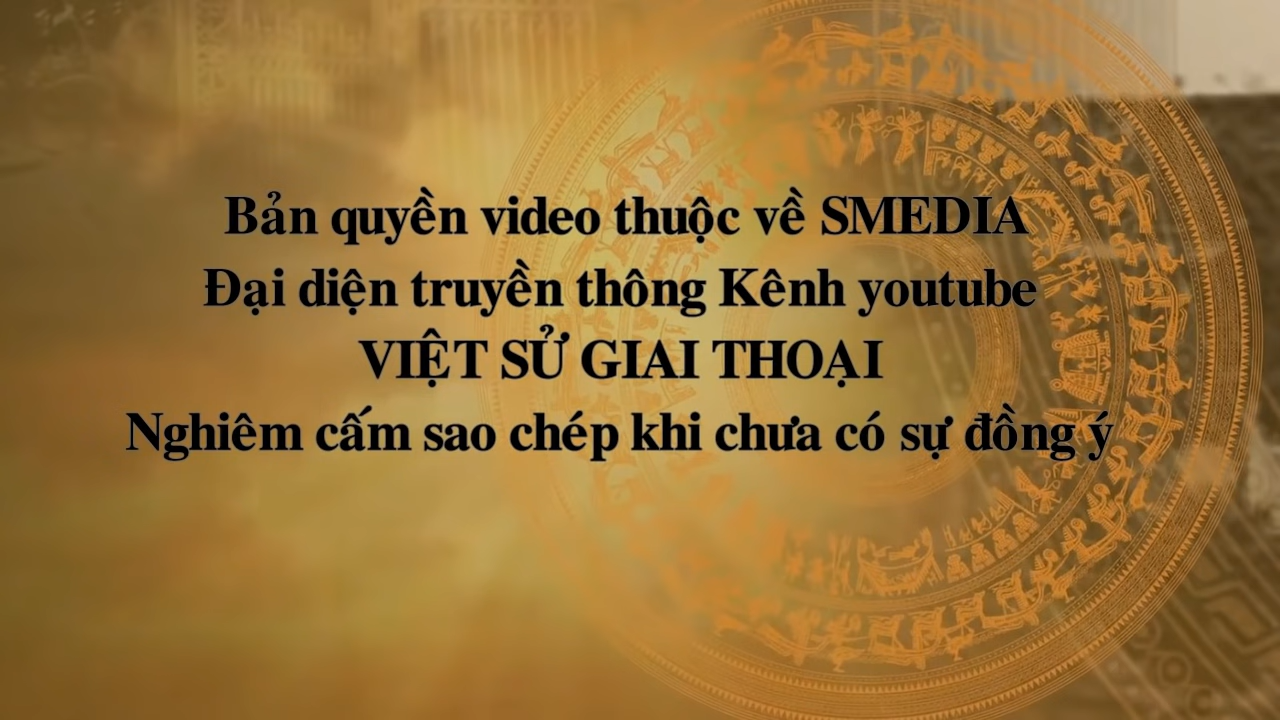 Bản quyền video thuộc về SMEDIA
Đại diện truyền thông Kênh youtube
VIỆT SỬ GIAI THOẠI
Nghiêm cấm sao chép khi chưa có sự đồng ý